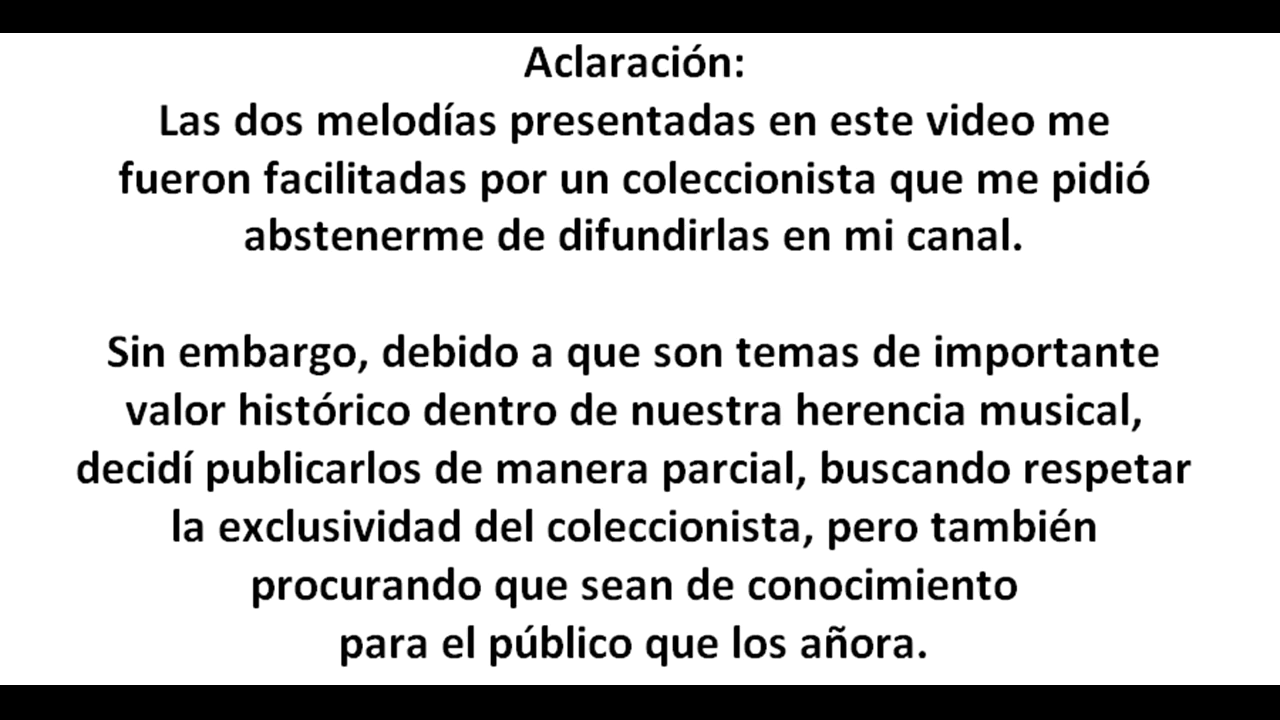 Aclaración:
Las dos melodías presentadas en este video me
fueron facilitadas por un coleccionista que me pidió
abstenerme de difundirlas en mi canal.
Sin embargo, debido a que son temas de importante
valor histórico dentro de nuestra herencia musical,
decidí publicarlos de manera parcial, buscando respetar
la exclusividad del coleccionista, pero también
procurando que sean de conocimiento
para el público que los añora.